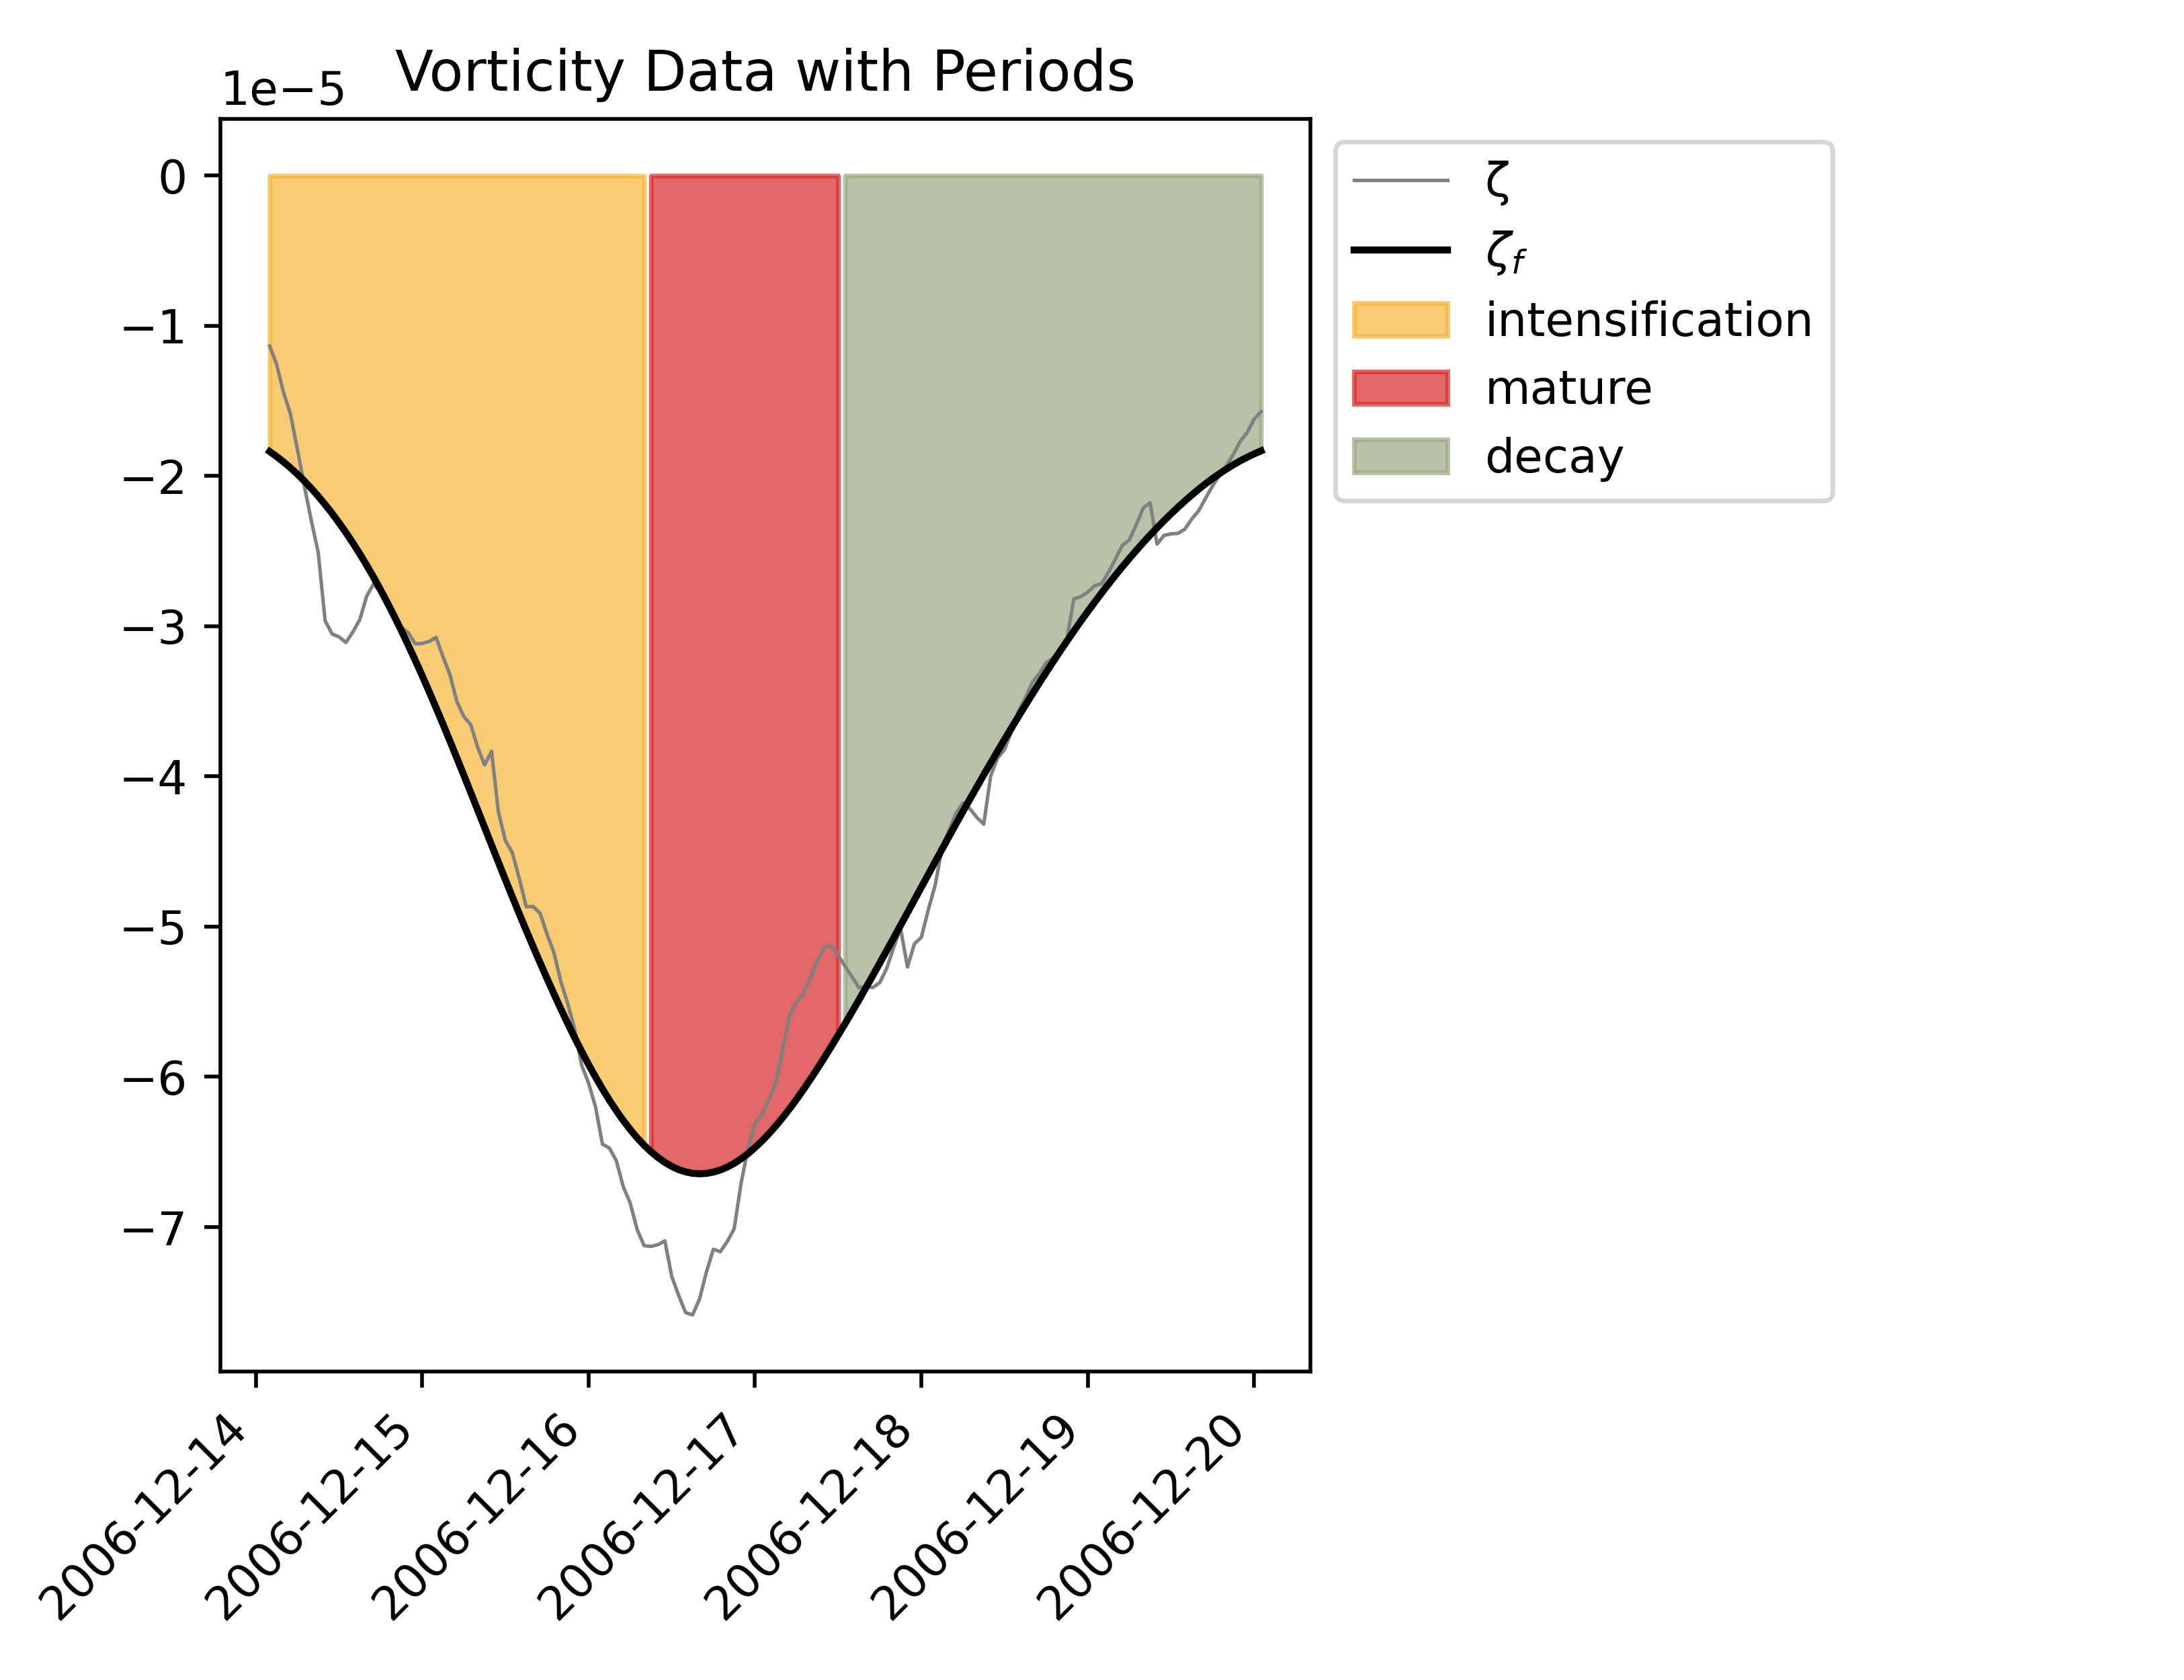 Vorticity Data with Periods
1e−5
0
−1
−2
−3
−4
−5
−6
−7
2006-12-14
2006-12-15
2006-12-16
2006-12-17
2006-12-18
2006-12-19
2006-12-20
ζ
ζf
intensification
mature
decay